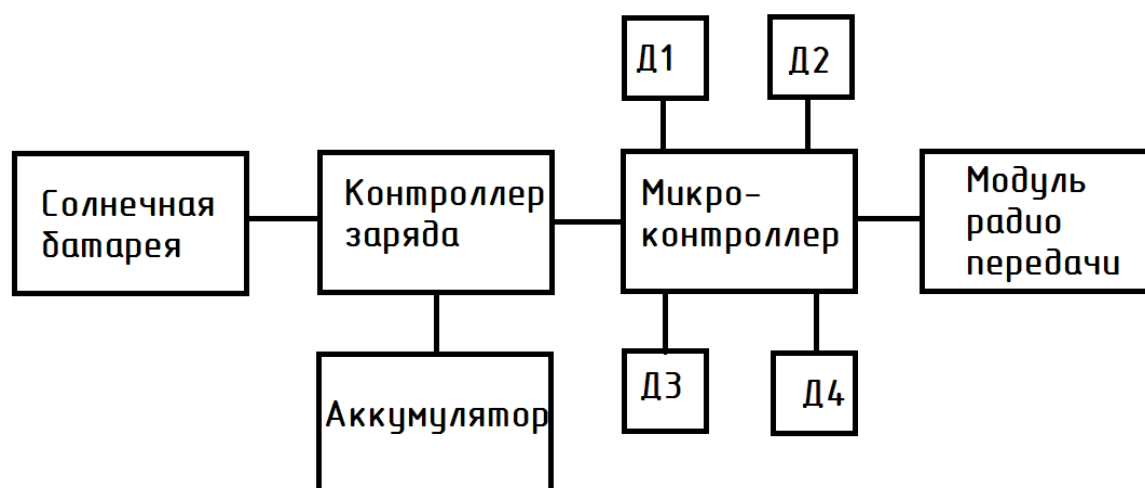 Д1
Д2
Солнечная
батарея
Контроллер
заряда
Микро-
контроллер
Модуль
радио
передачи
Аккумулятор
Д3
Д4